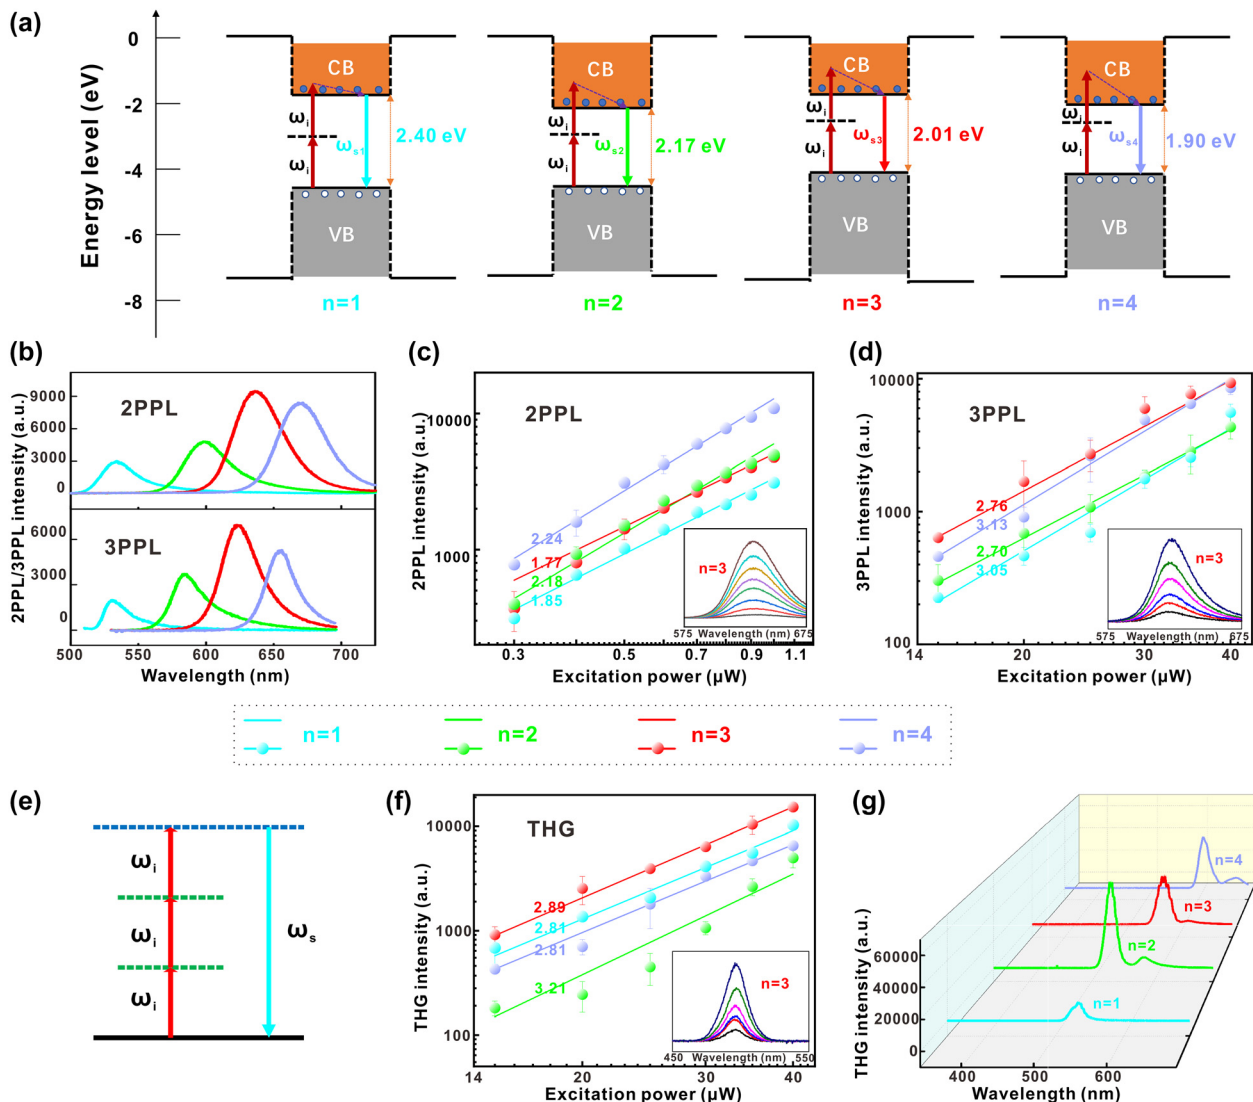 (a)
Energy level (eV)
0
-2
-4
-6
-8
CB
ωi
ωi
ωs1
2.40 eV
VB
n=1
CB
ωi
ωi
ωs2
2.17 eV
VB
n=2
CB
ωi
ωi
ωs3
2.01 eV
VB
n=3
CB
ωi
ωi
ωs4
1.90 eV
VB
n=4
(b)
2PPL/3PPL intensity (a.u.)
9000
6000
3000
0
2PPL
6000
3000
0
3PPL
500 550 600 650 700
Wavelength (nm)
(c)
2PPL intensity (a.u.)
10000
1000
2PPL
2.24
1.77
2.18
1.85
n=3
575 Wavelength (nm) 675
0.3 0.5 0.7 0.9 1.1
Excitation power (μW)
(d)
3PPL intensity (a.u.)
10000
1000
100
3PPL
2.76
3.13
2.70
3.05
n=3
575 Wavelength (nm) 675
14 20 30 40
Excitation power (μW)
n=1 n=2 n=3 n=4
(e)
ωi
ωi
ωi
ωs
(f)
THG intensity (a.u.)
10000
1000
100
THG
2.89
2.81
2.81
3.21
n=3
450 Wavelength (nm) 550
14 20 30 40
Excitation power (μW)
(g)
THG intensity (a.u.)
80000
60000
40000
20000
0
n=4
n=3
n=2
n=1
400 500 600
Wavelength (nm)